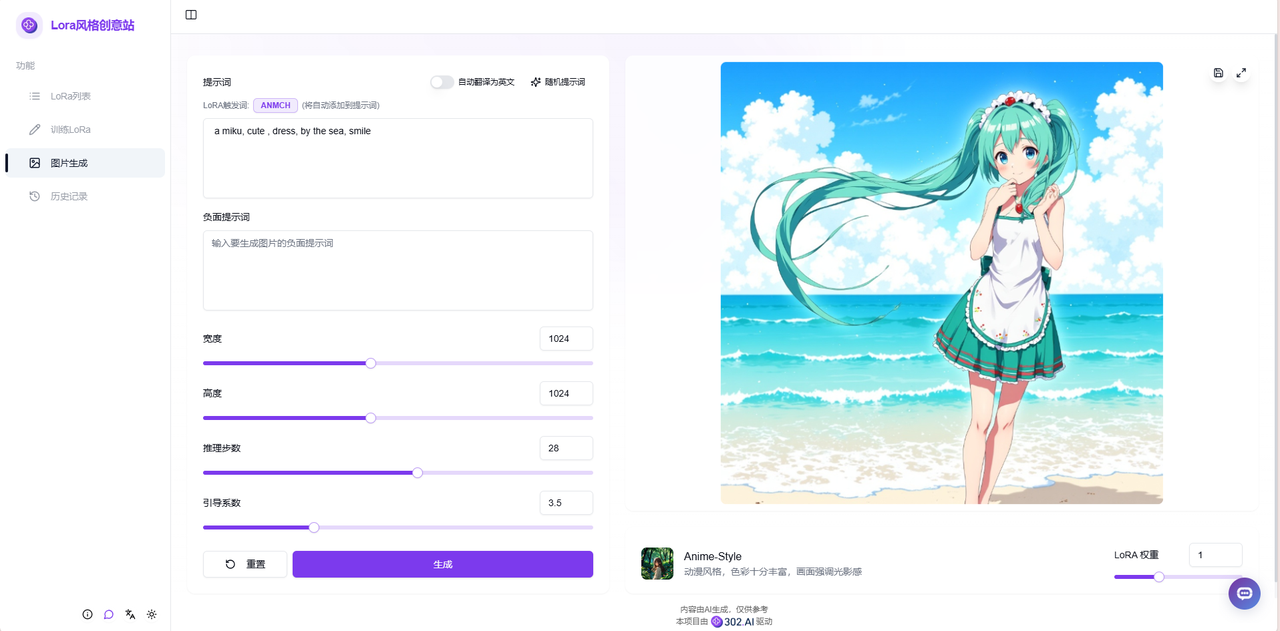 Lora风格创意站
功能
LoRa列表
训练LoRa
图片生成
历史记录
提示词
自动翻译为英文
随机提示词
LoRA触发词: ANMCH (将自动添加到提示词)
a miku, cute , dress, by the sea, smile
负面提示词
输入要生成图片的负面提示词
宽度
1024
高度
1024
推理步数
28
引导系数
3.5
重置
生成
Anime-Style
动漫风格，色彩十分丰富，画面强调光影感
LoRA 权重
1
内容由AI生成，仅供参考
本项目由 302.AI 驱动